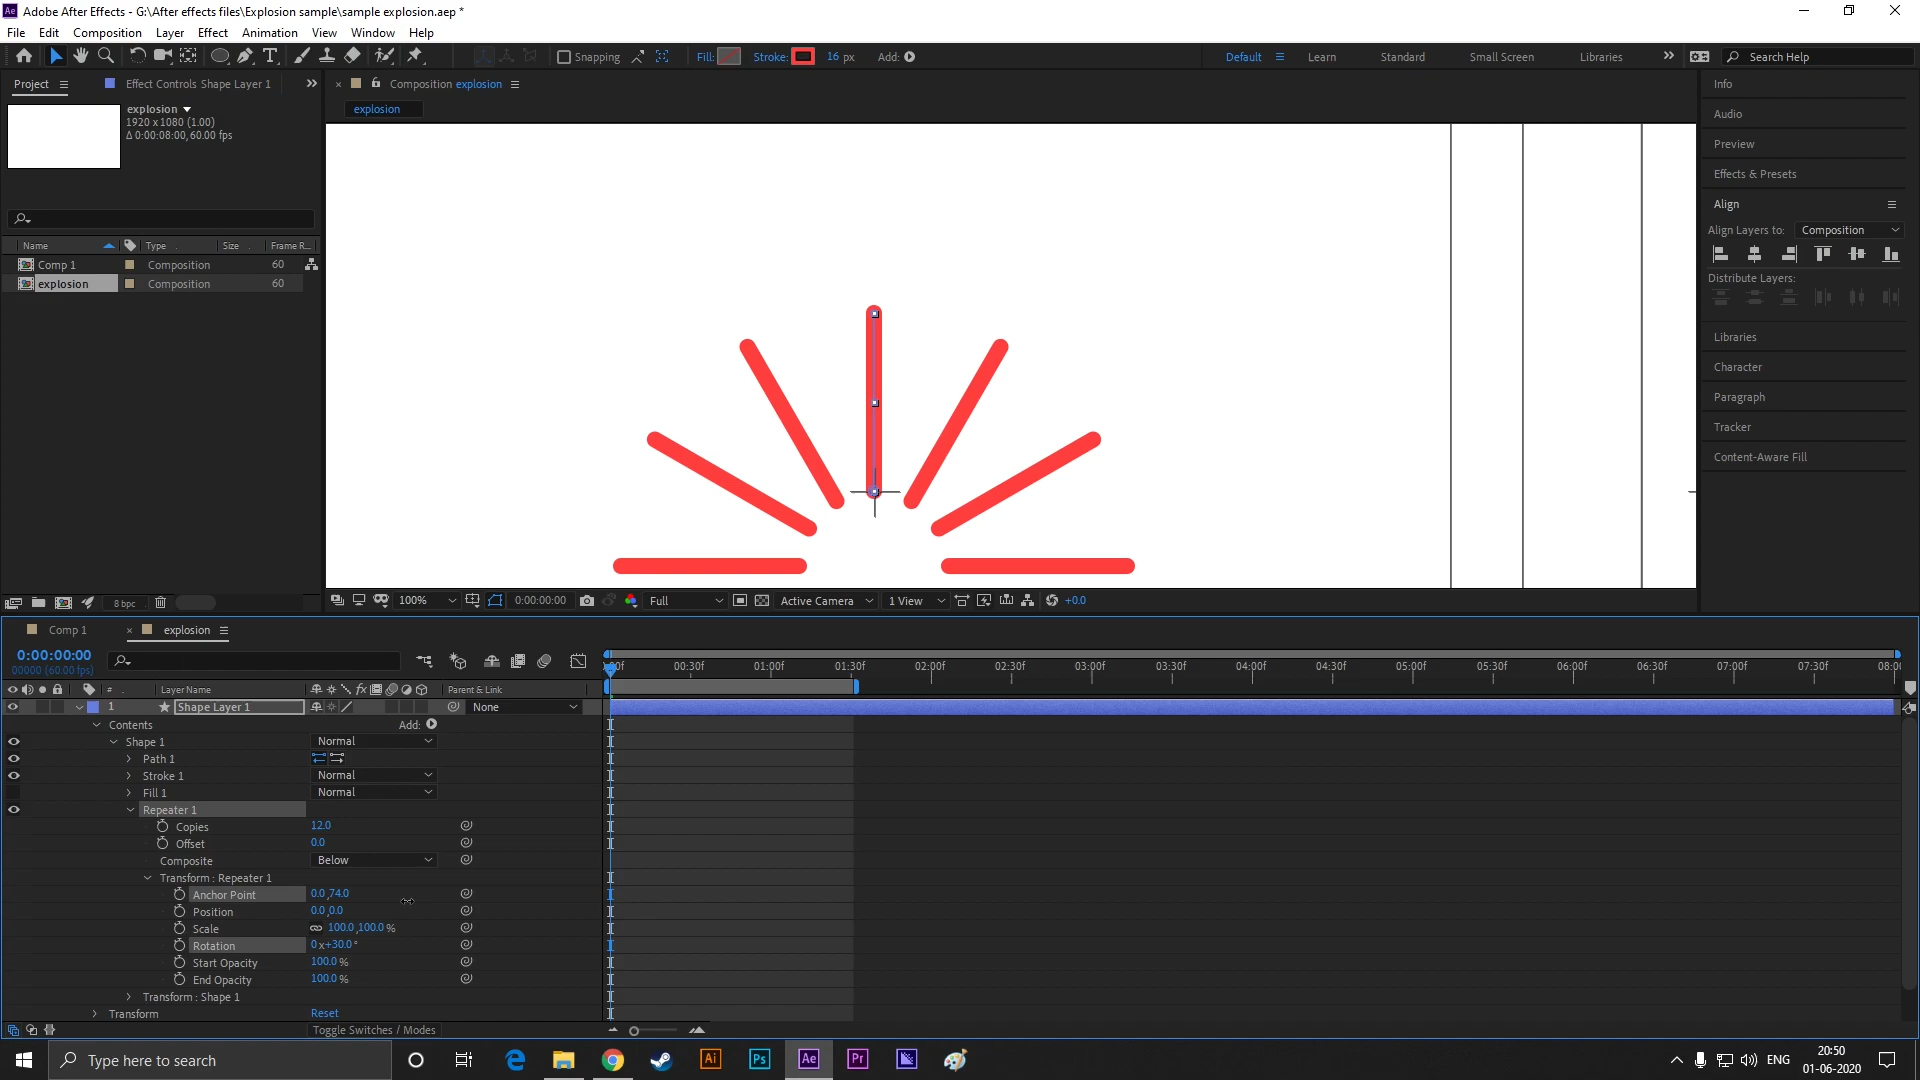 Ae Adobe After Effects - G:\After effects files\Explosion sample\sample explosion.aep *
File Edit Composition Layer Effect Animation View Window Help
Snapping Fill: Stroke: 16 px Add: Default Learn Standard Small Screen Libraries Search Help
Project Effect Controls Shape Layer 1 Composition explosion
explosion
explosion
1920 x 1080 (1.00)
Δ 0:00:08:00, 60.00 fps
Name Type Size Frame R...
Comp 1 Composition 60
explosion Composition 60
8 bpc
100% 0:00:00:00 Full Active Camera 1 View +0.0
Info
Audio
Preview
Effects & Presets
Align
Align Layers to: Composition
Distribute Layers:
Libraries
Character
Paragraph
Tracker
Content-Aware Fill
Comp 1 explosion
0:00:00:00
00000 (60.00 fps)
00:30f 01:00f 01:30f 02:00f 02:30f 03:00f 03:30f 04:00f 04:30f 05:00f 05:30f 06:00f 06:30f 07:00f 07:30f 08:0
# Layer Name Parent & Link
1 Shape Layer 1 None
Contents Add:
Shape 1 Normal
Path 1
Stroke 1 Normal
Fill 1 Normal
Repeater 1
Copies 12.0
Offset 0.0
Composite Below
Transform : Repeater 1
Anchor Point 0.0,74.0
Position 0.0,0.0
Scale 100.0,100.0 %
Rotation 0x+30.0°
Start Opacity 100.0 %
End Opacity 100.0 %
Transform : Shape 1
Transform Reset
Toggle Switches / Modes
Type here to search Ai Ps Ae Pr ENG 20:50
01-06-2020